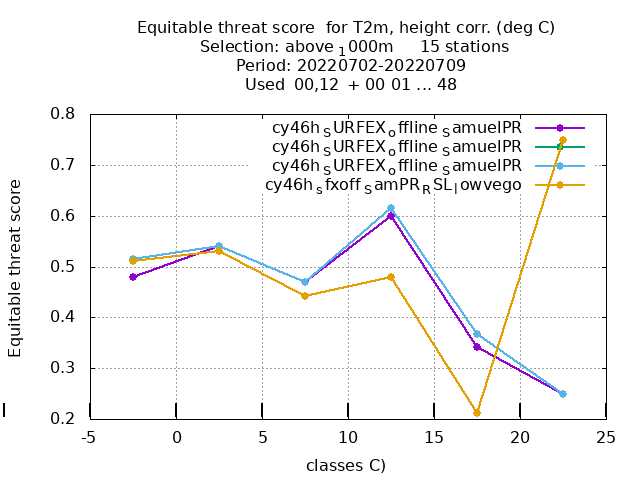 Equitable threat score  for T2m, height corr. (deg C)
Selection: above 1000m     15 stations
Period: 20220702-20220709
Used  00,12  + 00 01 ... 48
cy46h SURFEX offline SamuelPR
cy46h SURFEX offline SamuelPR
cy46h SURFEX offline SamuelPR
cy46h sfxoff SamPR RSL lowvego
Equitable threat score
0.8
0.7
0.6
0.5
0.4
0.3
0.2
-5
0
5
10
15
20
25
classes C)